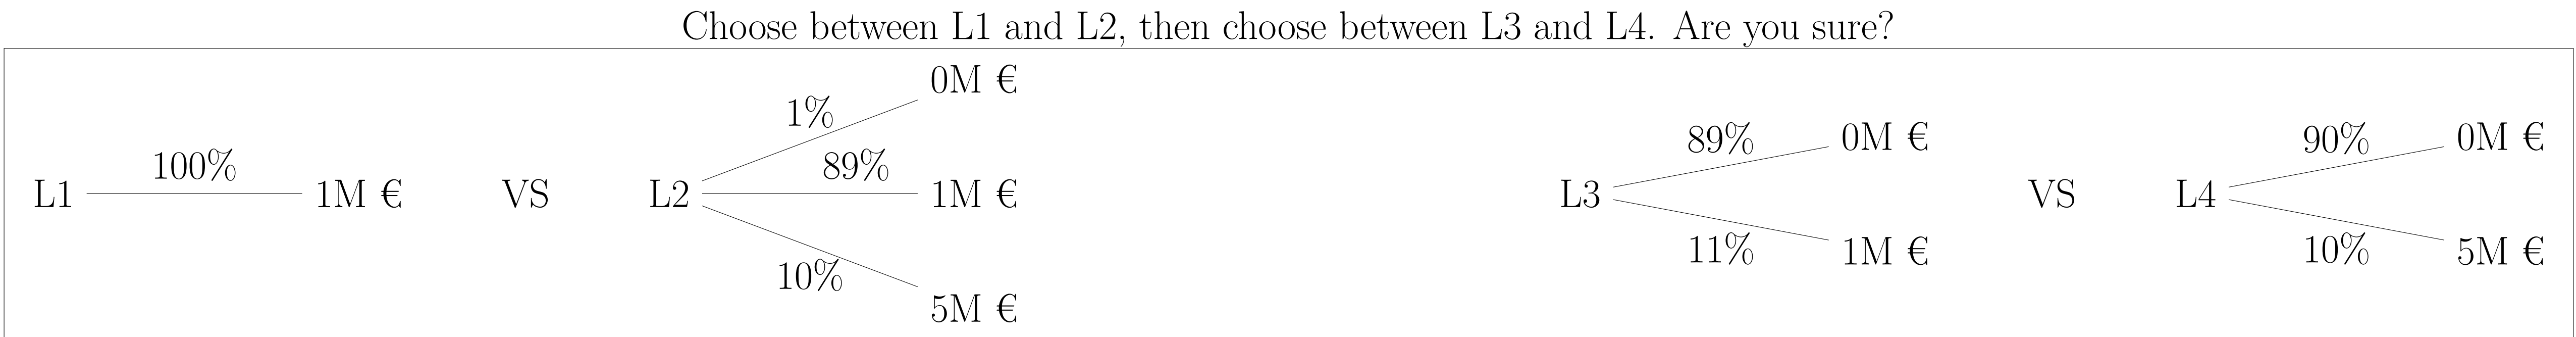 Choose between L1 and L2, then choose between L3 and L4. Are you sure?
0M €
1%
89% 0M €
90% 0M €
100%
89%
L1
1M €
VS
L2
1M €
L3
VS
L4
11% 1M €
10% 5M €
10%
5M €